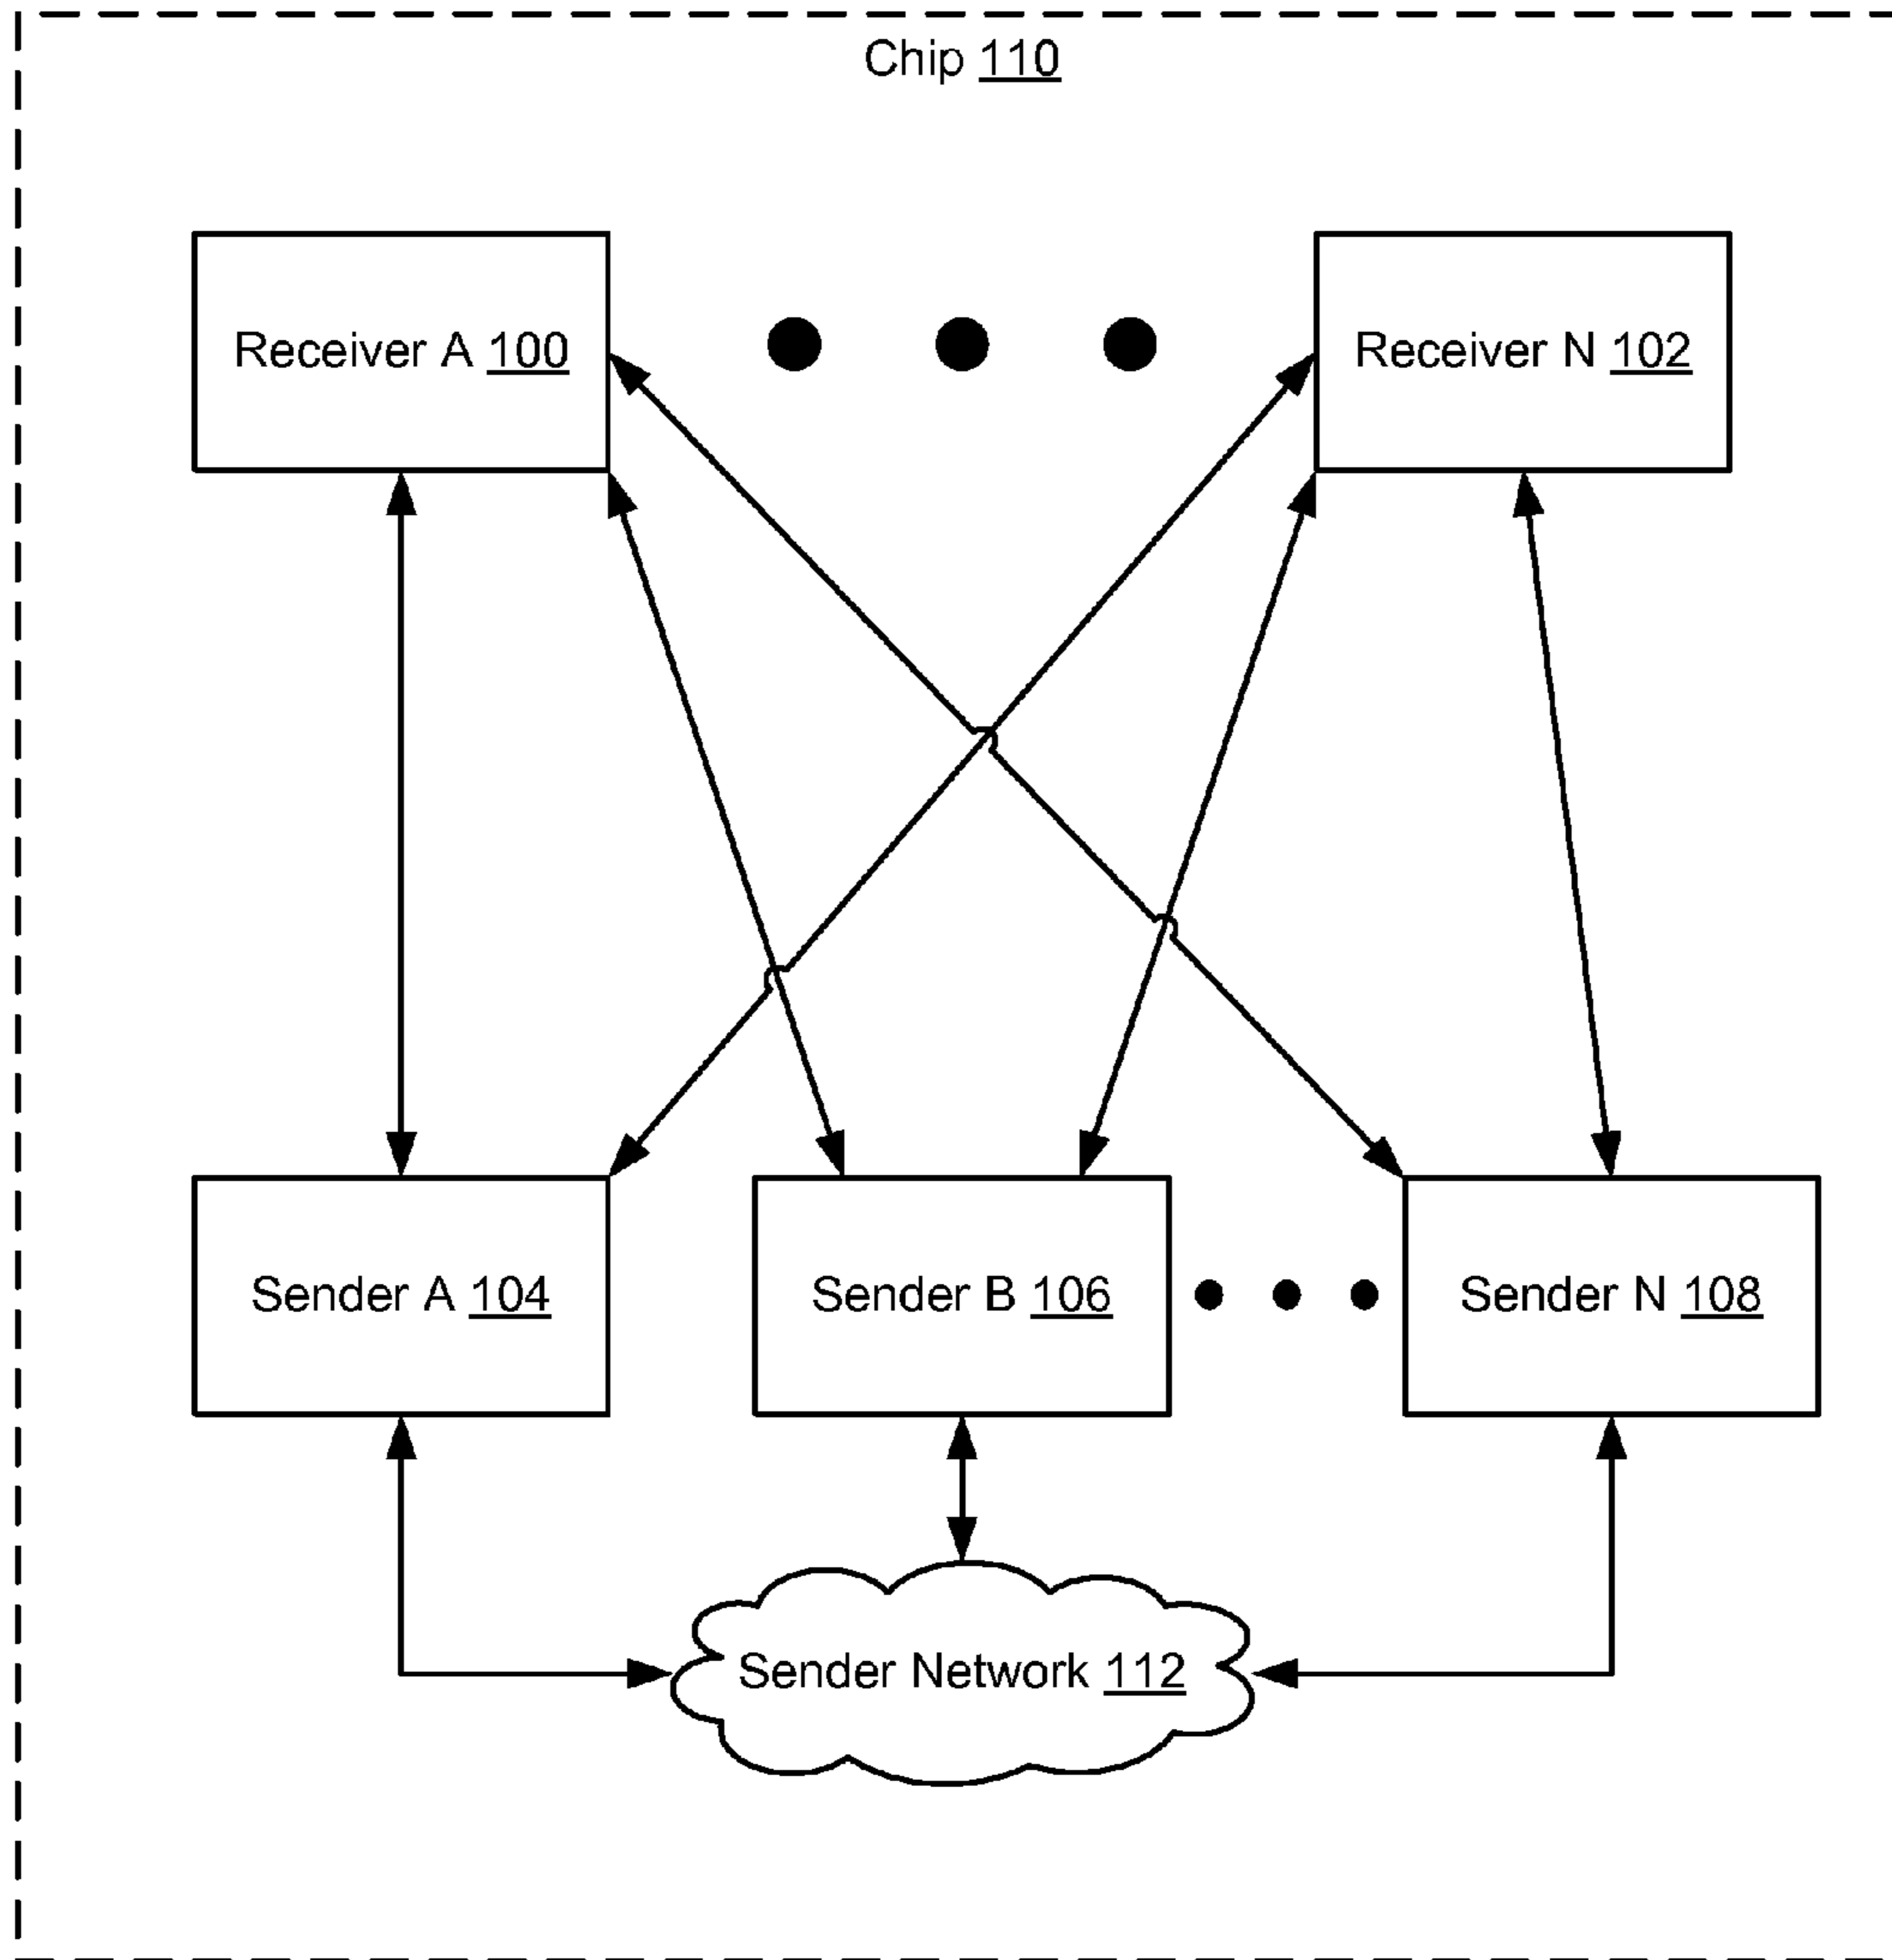 Chip 110
Receiver A 100
Receiver N 102
Sender A 104
Sender B 106
Sender N 108
Sender Network 112